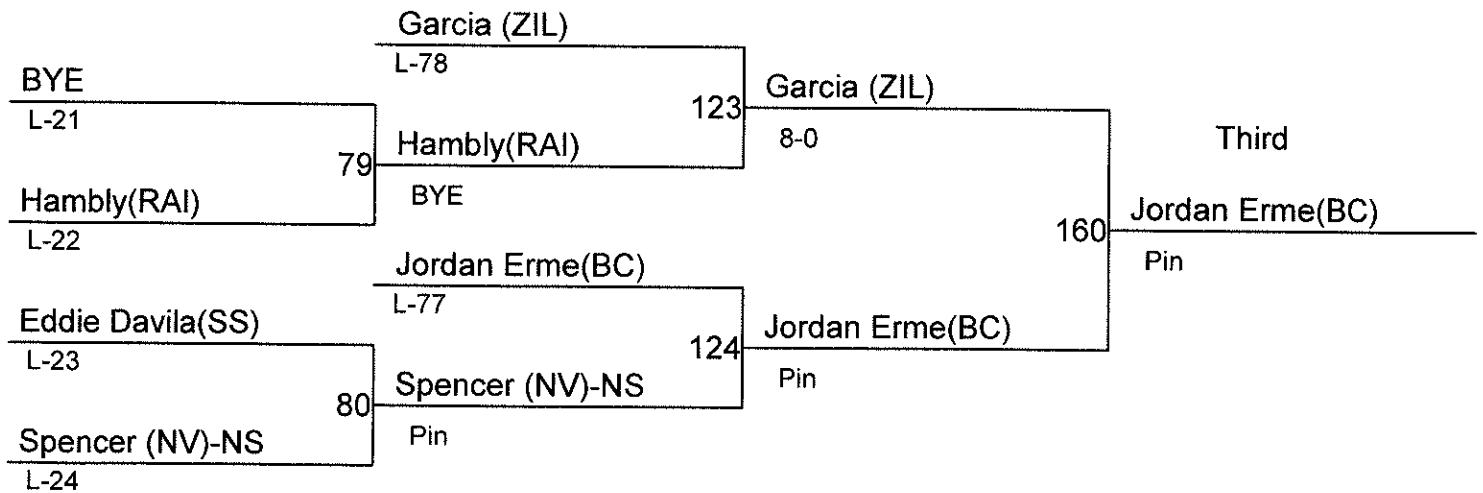 Garcia (ZIL)
L-78
BYE
L-21
123
Garcia (ZIL)
8-0
79
Hambly(RAI)
BYE
Hambly(RAI)
L-22
Third
160
Jordan Erme(BC)
Pin
Jordan Erme(BC)
L-77
Eddie Davila(SS)
L-23
124
Jordan Erme(BC)
Pin
80
Spencer (NV)-NS
Pin
Spencer (NV)-NS
L-24